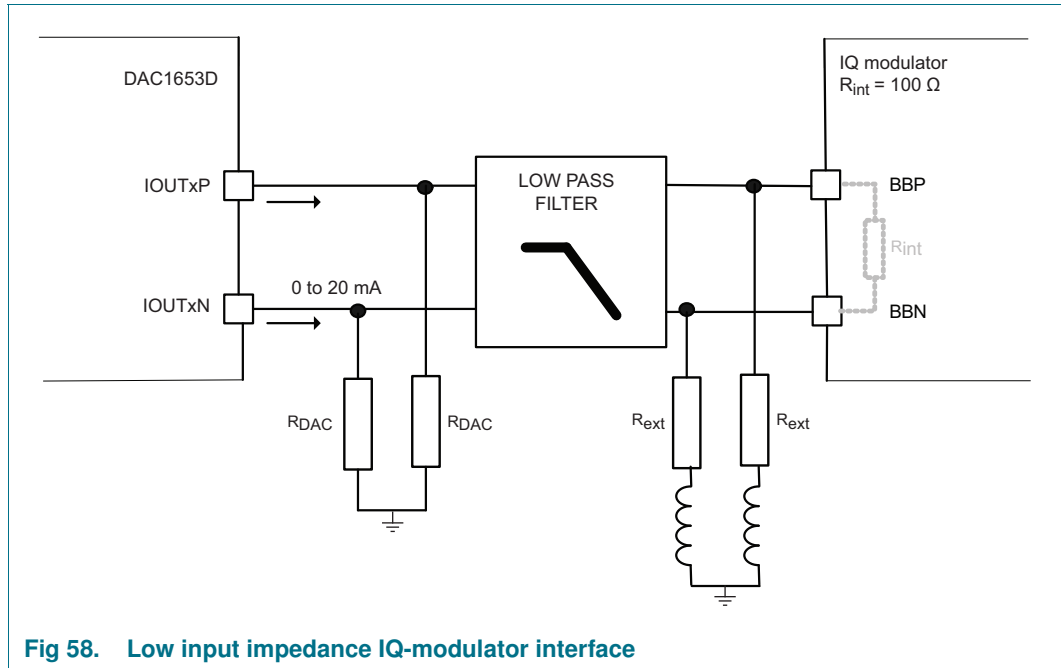 DAC1653D
IQ modulator
Rint = 100 Ω
IOUTxP
LOW PASS
FILTER
BBP
Rint
IOUTxN
0 to 20 mA
BBN
RDAC
RDAC
Rext
Rext
Fig 58. Low input impedance IQ-modulator interface